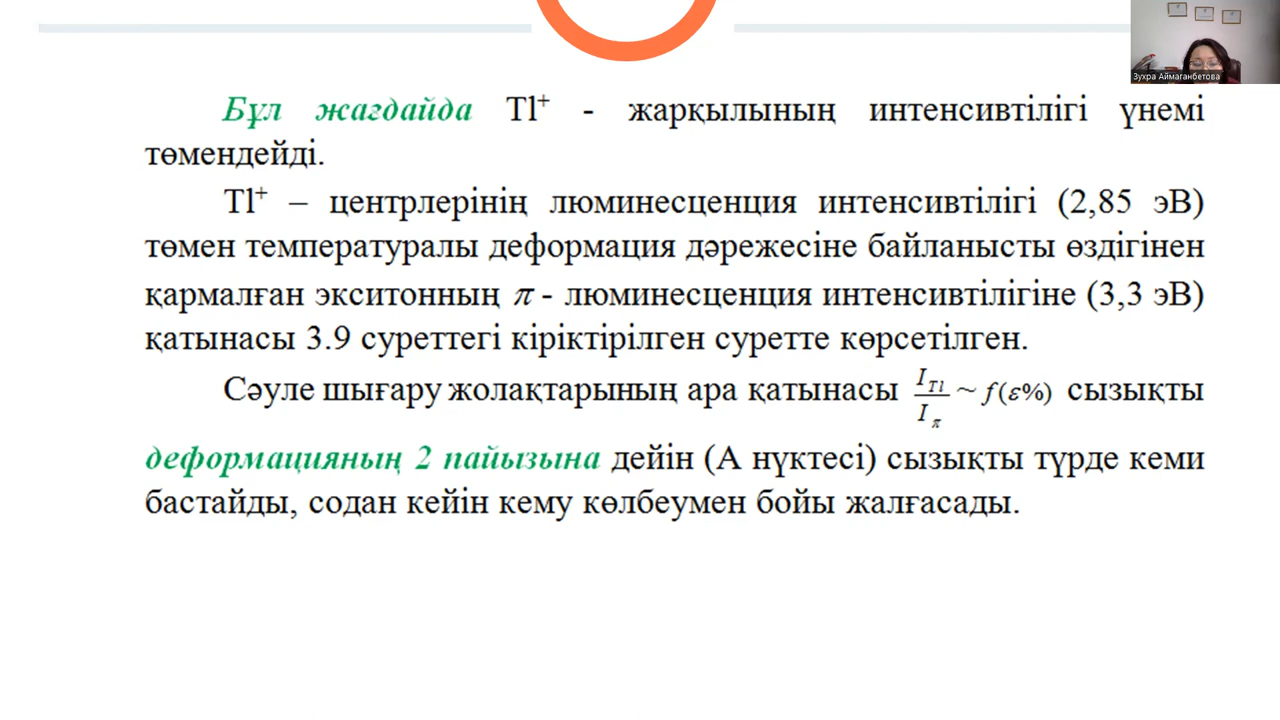 Зухра Аймаганбетова
Бұл жағдайда Tl⁺ - жарқылының интенсивтілігі үнемі
төмендейді.
Tl⁺ – центрлерінің люминесценция интенсивтілігі (2,85 эВ)
төмен температуралы деформация дәрежесіне байланысты өздігінен
қармалған экситонның π - люминесценция интенсивтілігіне (3,3 эВ)
қатынасы 3.9 суреттегі кіріктірілген суретте көрсетілген.
Сәуле шығару жолақтарының ара қатынасы I_Tl / I_π ~ f(ε%) сызықты
деформацияның 2 пайызына дейін (А нүктесі) сызықты түрде кеми
бастайды, содан кейін кему көлбеумен бойы жалғасады.